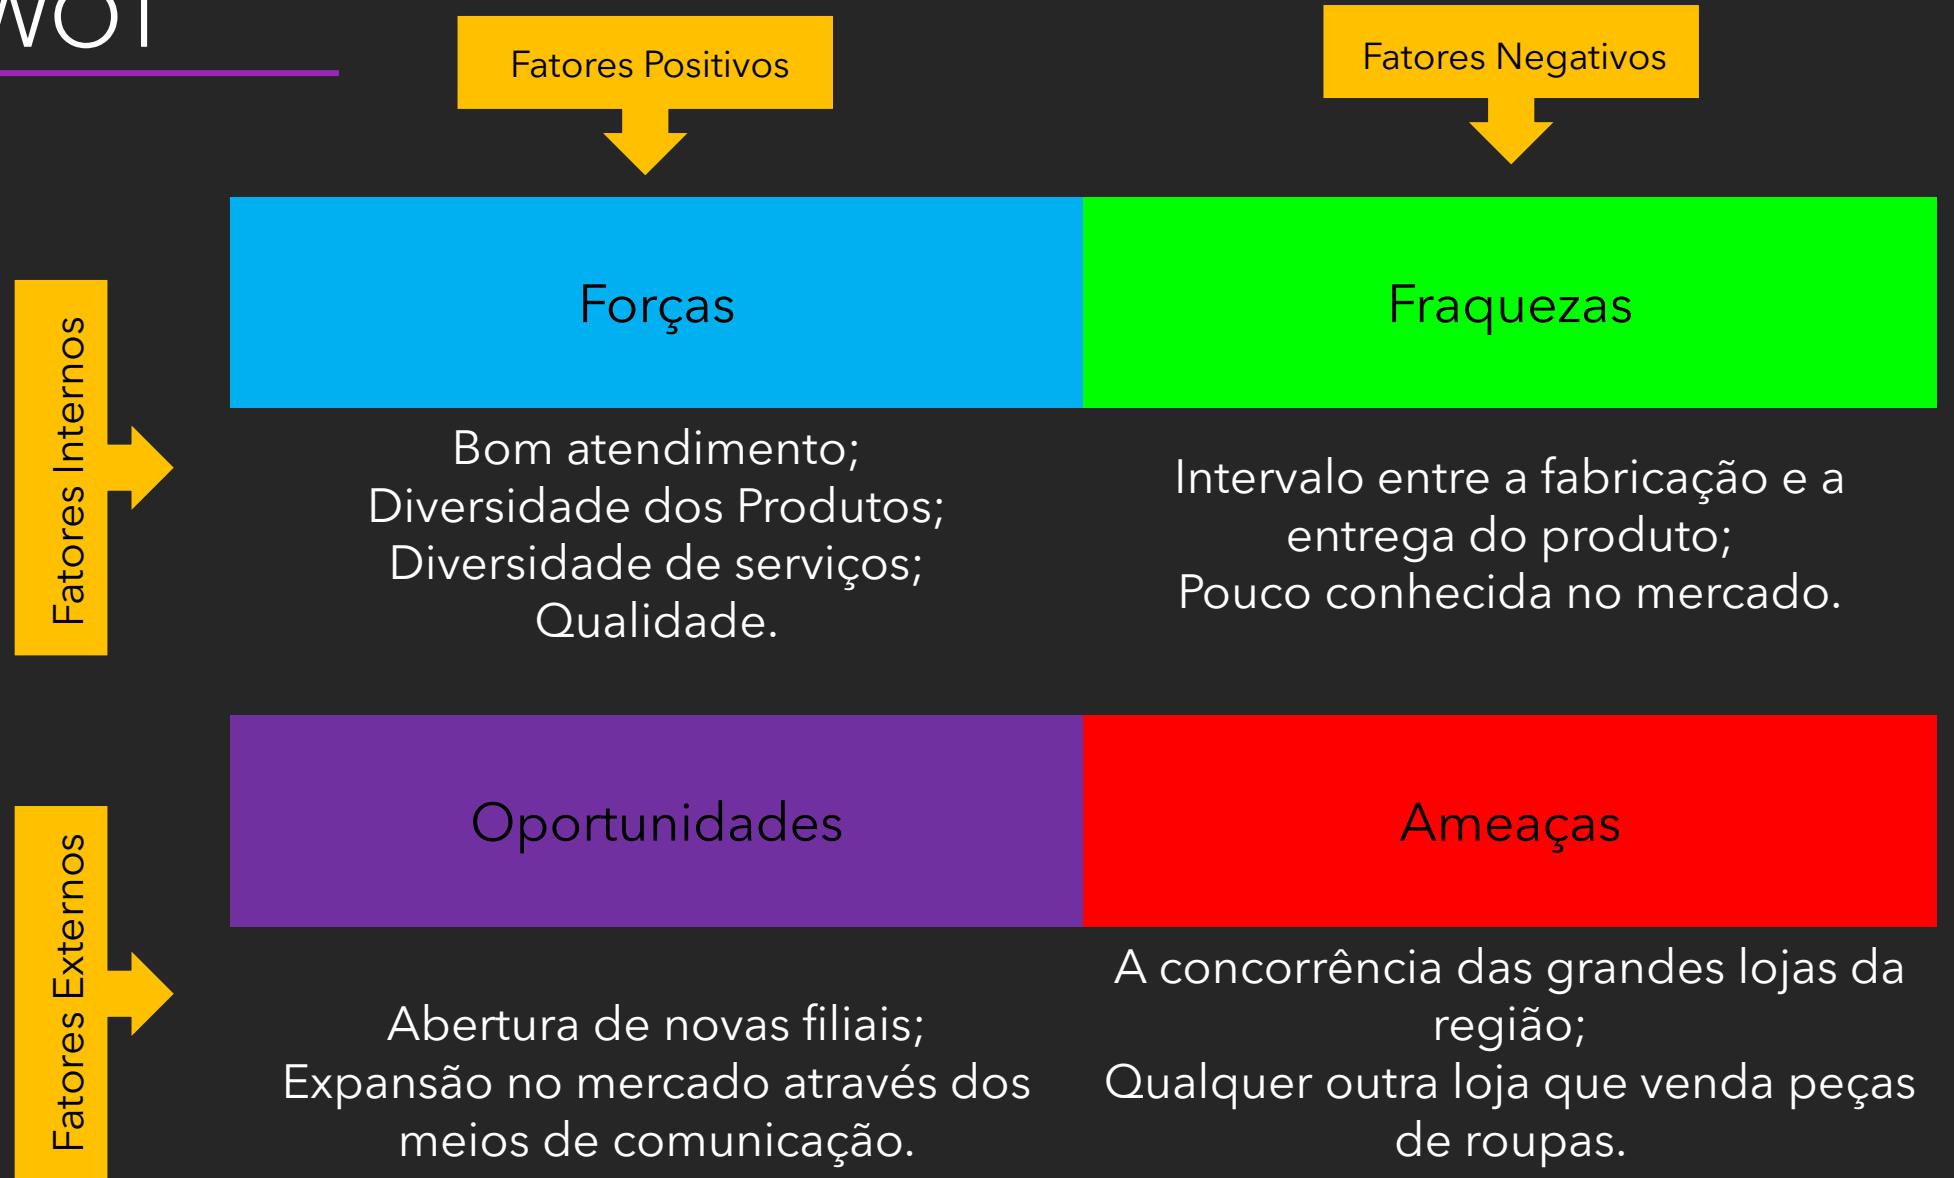 WOT
Fatores Positivos
Fatores Negativos
Fatores Internos
Forças
Fraquezas
Bom atendimento;
Diversidade dos Produtos;
Diversidade de serviços;
Qualidade.
Intervalo entre a fabricação e a
entrega do produto;
Pouco conhecida no mercado.
Fatores Externos
Oportunidades
Ameaças
Abertura de novas filiais;
Expansão no mercado através dos
meios de comunicação.
A concorrência das grandes lojas da
região;
Qualquer outra loja que venda peças
de roupas.